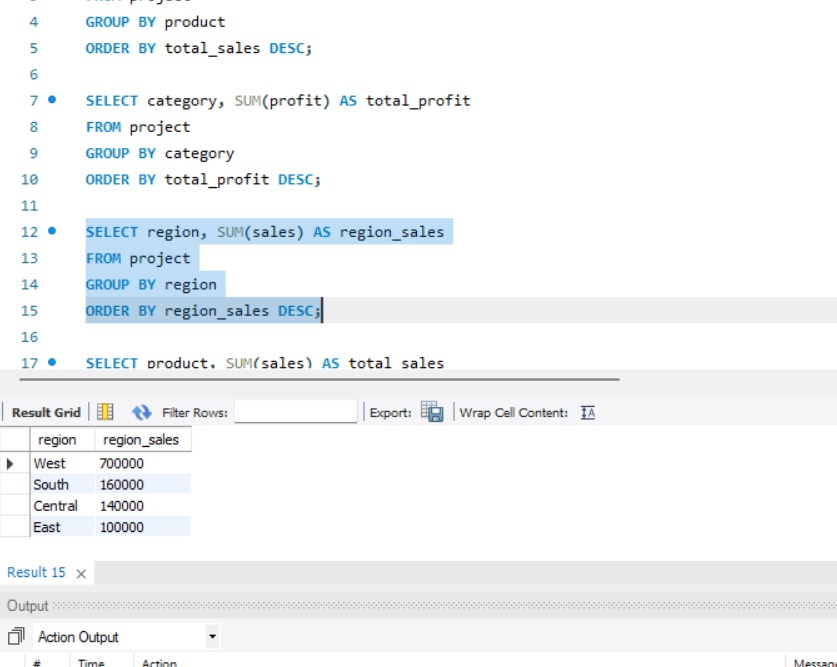 4 GROUP BY product
5 ORDER BY total_sales DESC;
6
7 SELECT category, SUM(profit) AS total_profit
8 FROM project
9 GROUP BY category
10 ORDER BY total_profit DESC;
11
12 SELECT region, SUM(sales) AS region_sales
13 FROM project
14 GROUP BY region
15 ORDER BY region_sales DESC;
16
17 SELECT product, SUM(sales) AS total_sales
Result Grid Filter Rows: Export: Wrap Cell Content: IA
region region_sales
West 700000
South 160000
Central 140000
East 100000
Result 15
Output
Action Output
# Time Action